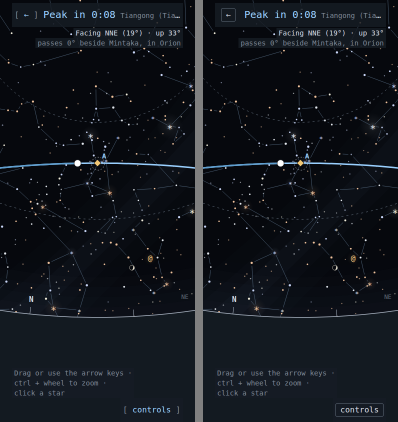 [ ← ] Peak in 0:08 Tiangong (Tia…
Facing NNE (19°) · up 33°
passes 0° beside Mintaka, in Orion
A
@
N
NE
Drag or use the arrow keys ·
ctrl + wheel to zoom ·
click a star
[ controls ]
← Peak in 0:08 Tiangong (Tia…
Facing NNE (19°) · up 33°
passes 0° beside Mintaka, in Orion
A
@
N
NE
Drag or use the arrow keys ·
ctrl + wheel to zoom ·
click a star
controls